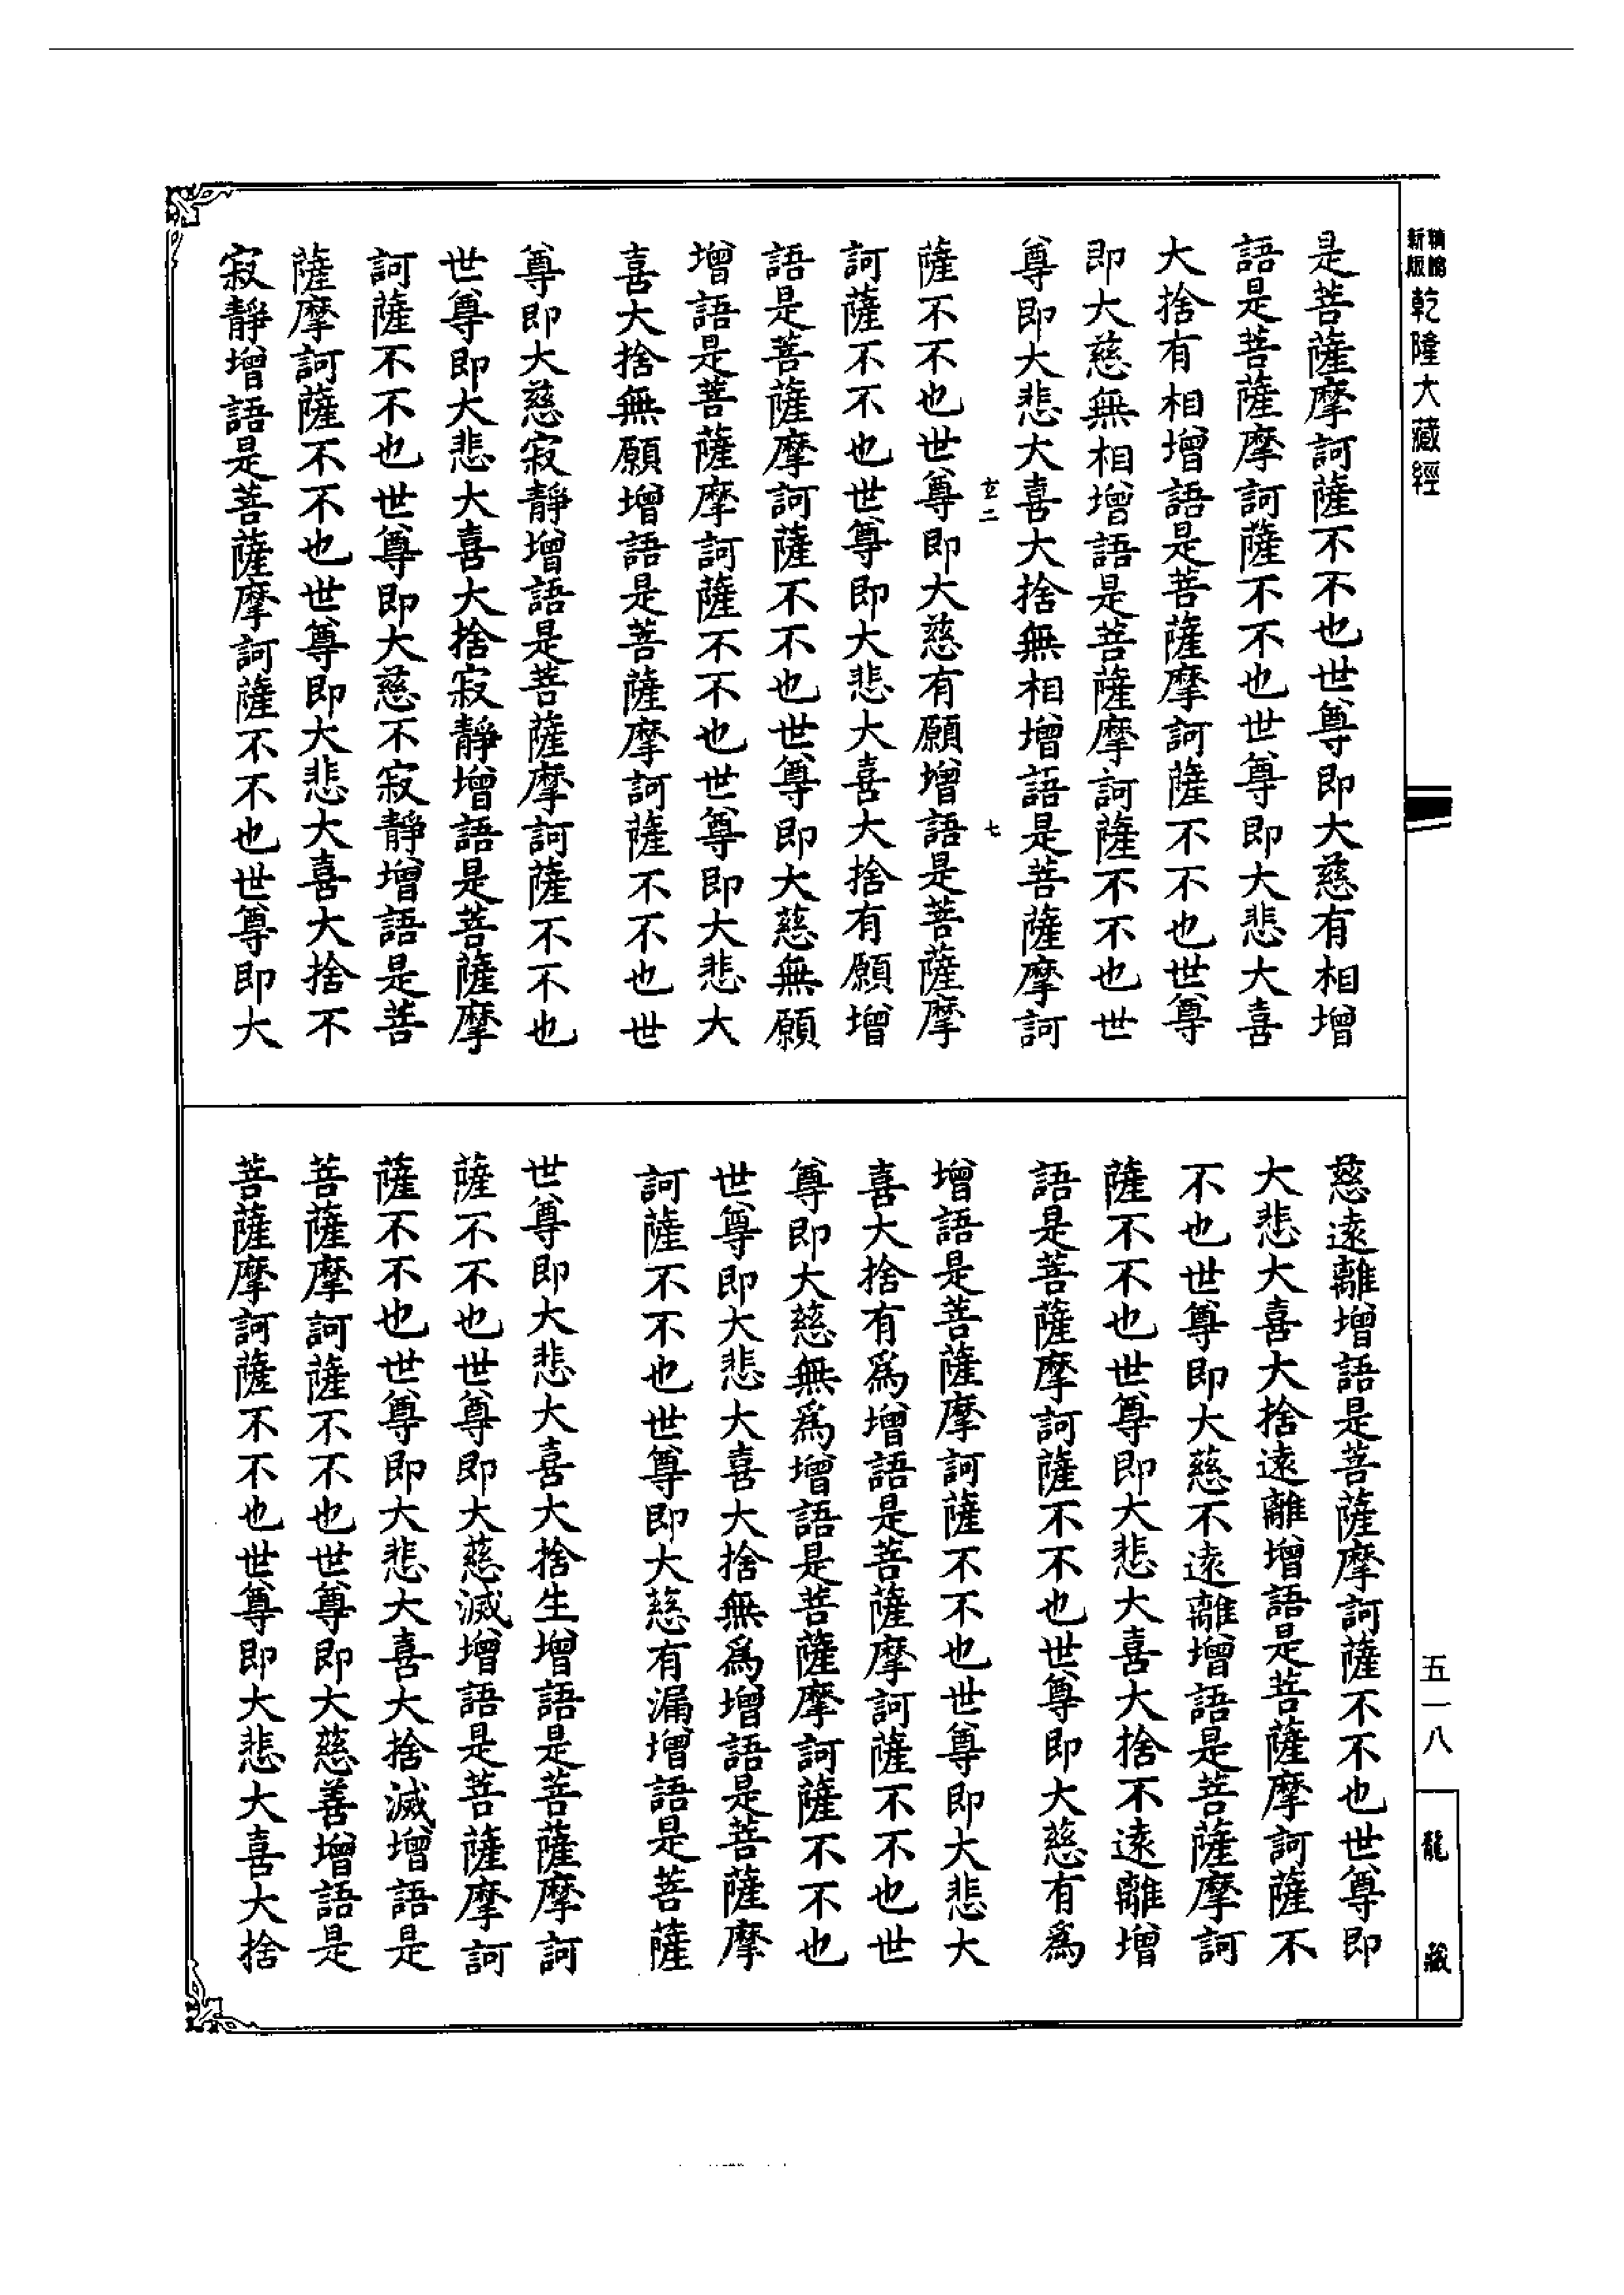 新版
精縮
乾隆大藏經
是菩薩摩訶薩不不也世尊即大慈有相增
語是菩薩摩訶薩不不也世尊即大悲大喜
大捨有相增語是菩薩摩訶薩不不也世尊
即大慈無相增語是菩薩摩訶薩不不也世
尊即大悲大喜大捨無相增語是菩薩摩訶
玄二 七
薩不不也世尊即大慈有願增語是菩薩摩
訶薩不不也世尊即大悲大喜大捨有願增
語是菩薩摩訶薩不不也世尊即大慈無願
增語是菩薩摩訶薩不不也世尊即大悲大
喜大捨無願增語是菩薩摩訶薩不不也世
尊即大慈寂靜增語是菩薩摩訶薩不不也
世尊即大悲大喜大捨寂靜增語是菩薩摩
訶薩不不也世尊即大慈不寂靜增語是菩
薩摩訶薩不不也世尊即大悲大喜大捨不
寂靜增語是菩薩摩訶薩不不也世尊即大
慈遠離增語是菩薩摩訶薩不不也世尊即
大悲大喜大捨遠離增語是菩薩摩訶薩不
不也世尊即大慈不遠離增語是菩薩摩訶
薩不不也世尊即大悲大喜大捨不遠離增
語是菩薩摩訶薩不不也世尊即大慈有為
增語是菩薩摩訶薩不不也世尊即大悲大
喜大捨有為增語是菩薩摩訶薩不不也世
尊即大慈無為增語是菩薩摩訶薩不不也
世尊即大悲大喜大捨無為增語是菩薩摩
訶薩不不也世尊即大慈有漏增語是菩薩
世尊即大悲大喜大捨生增語是菩薩摩訶
薩不不也世尊即大慈滅增語是菩薩摩訶
薩不不也世尊即大悲大喜大捨滅增語是
菩薩摩訶薩不不也世尊即大慈善增語是
菩薩摩訶薩不不也世尊即大悲大喜大捨
五一八
龍藏